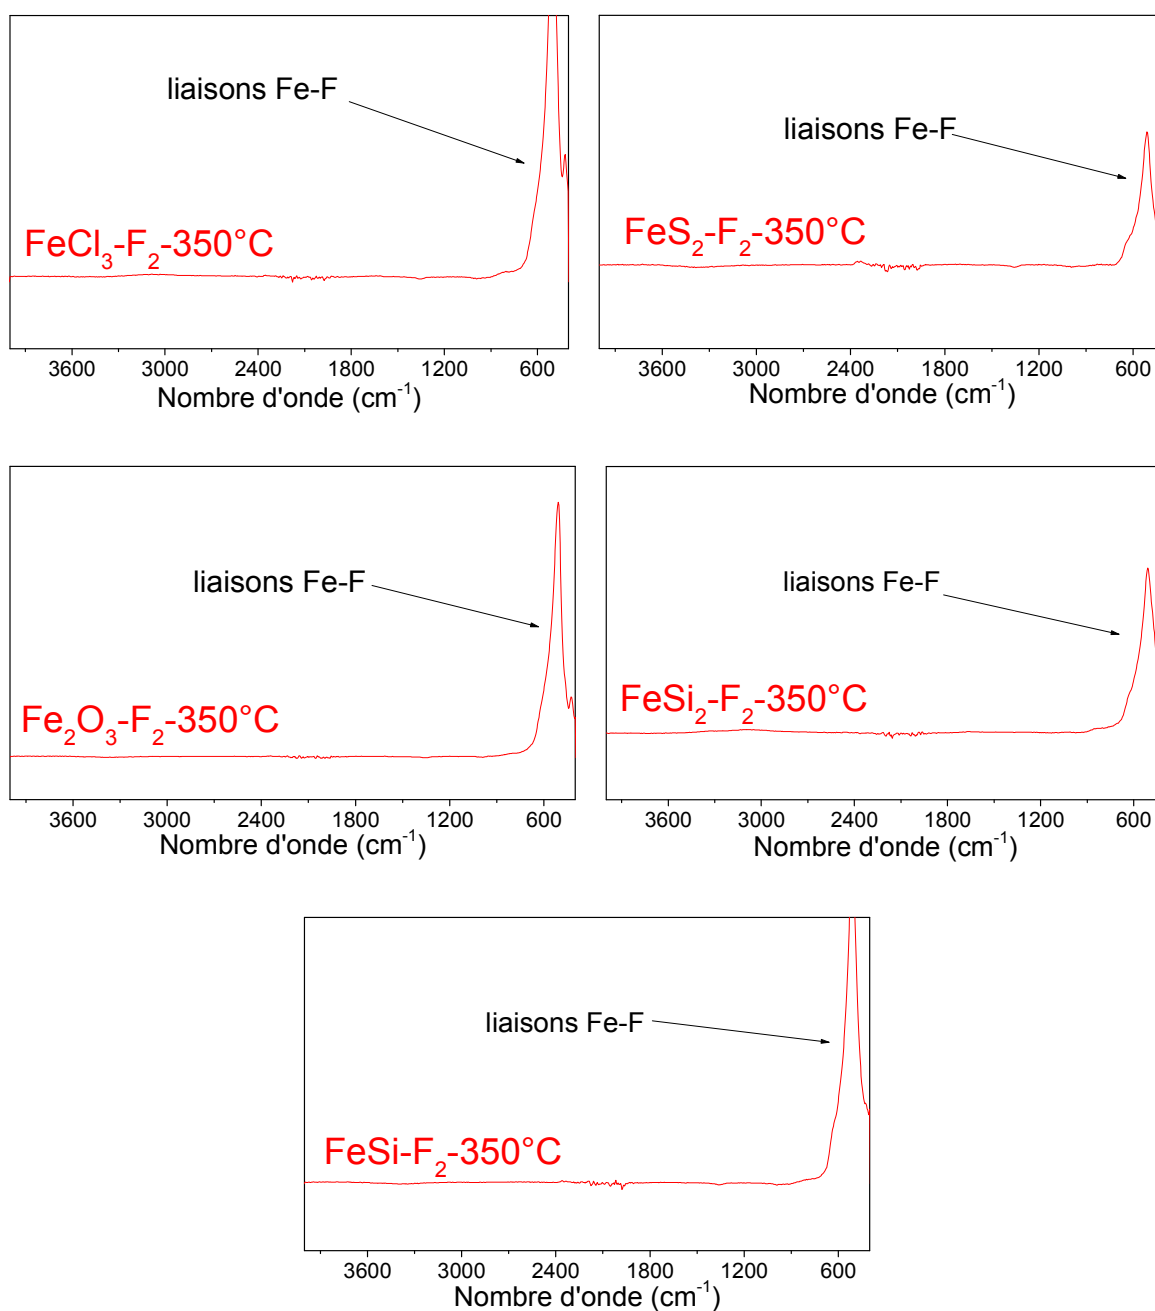 liaisons Fe-F
FeCl₃-F₂-350°C
3600 3000 2400 1800 1200 600
Nombre d'onde (cm⁻¹)
liaisons Fe-F
FeS₂-F₂-350°C
3600 3000 2400 1800 1200 600
Nombre d'onde (cm⁻¹)
liaisons Fe-F
Fe₂O₃-F₂-350°C
3600 3000 2400 1800 1200 600
Nombre d'onde (cm⁻¹)
liaisons Fe-F
FeSi₂-F₂-350°C
3600 3000 2400 1800 1200 600
Nombre d'onde (cm⁻¹)
liaisons Fe-F
FeSi-F₂-350°C
3600 3000 2400 1800 1200 600
Nombre d'onde (cm⁻¹)